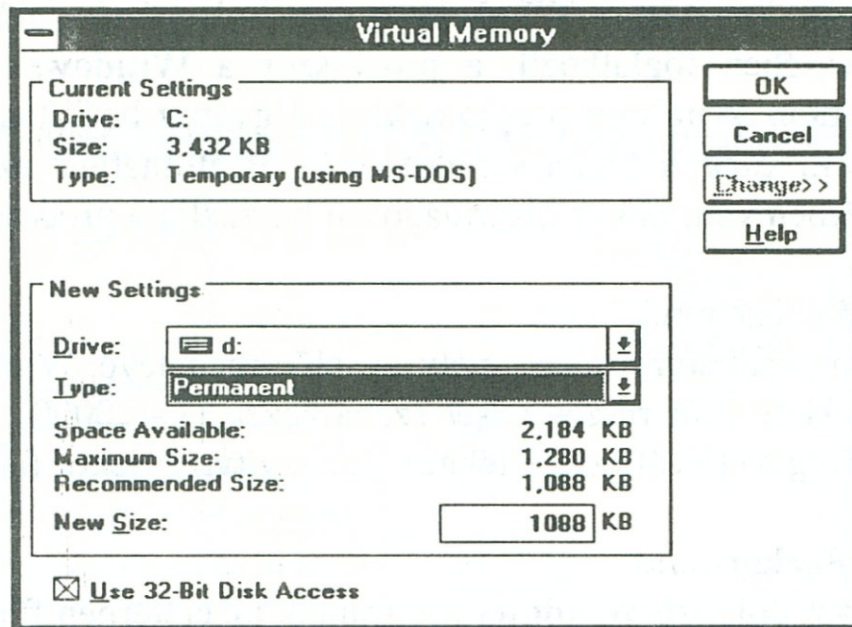 Virtual Memory
Current Settings
Drive: C:
Size: 3,432 KB
Type: Temporary (using MS-DOS)
OK
Cancel
Change>>
Help
New Settings
Drive: d:
Type: Permanent
Space Available: 2,184 KB
Maximum Size: 1,280 KB
Recommended Size: 1,088 KB
New Size: 1088 KB
Use 32-Bit Disk Access